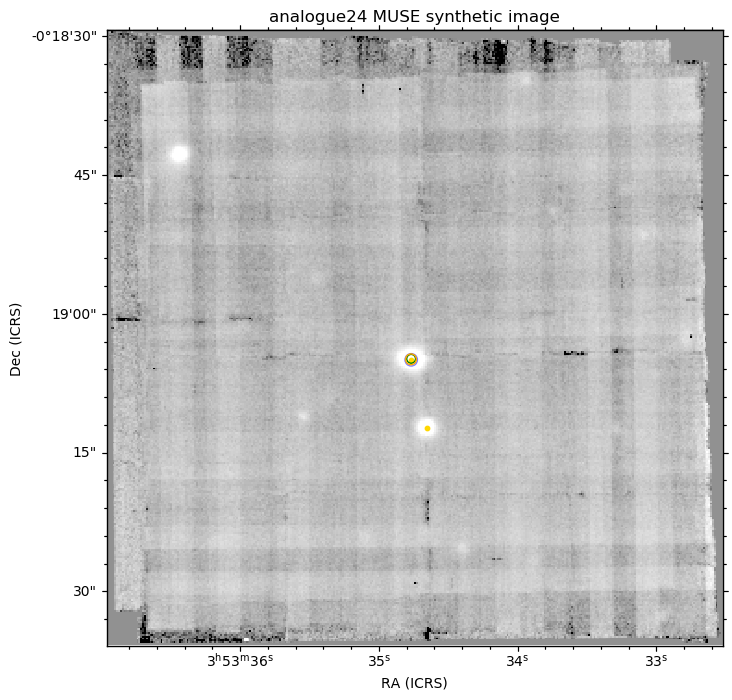 analogue24 MUSE synthetic image
-0°18'30"
45"
19'00"
15"
30"
Dec (ICRS)
3h53m36s
35s
34s
33s
RA (ICRS)